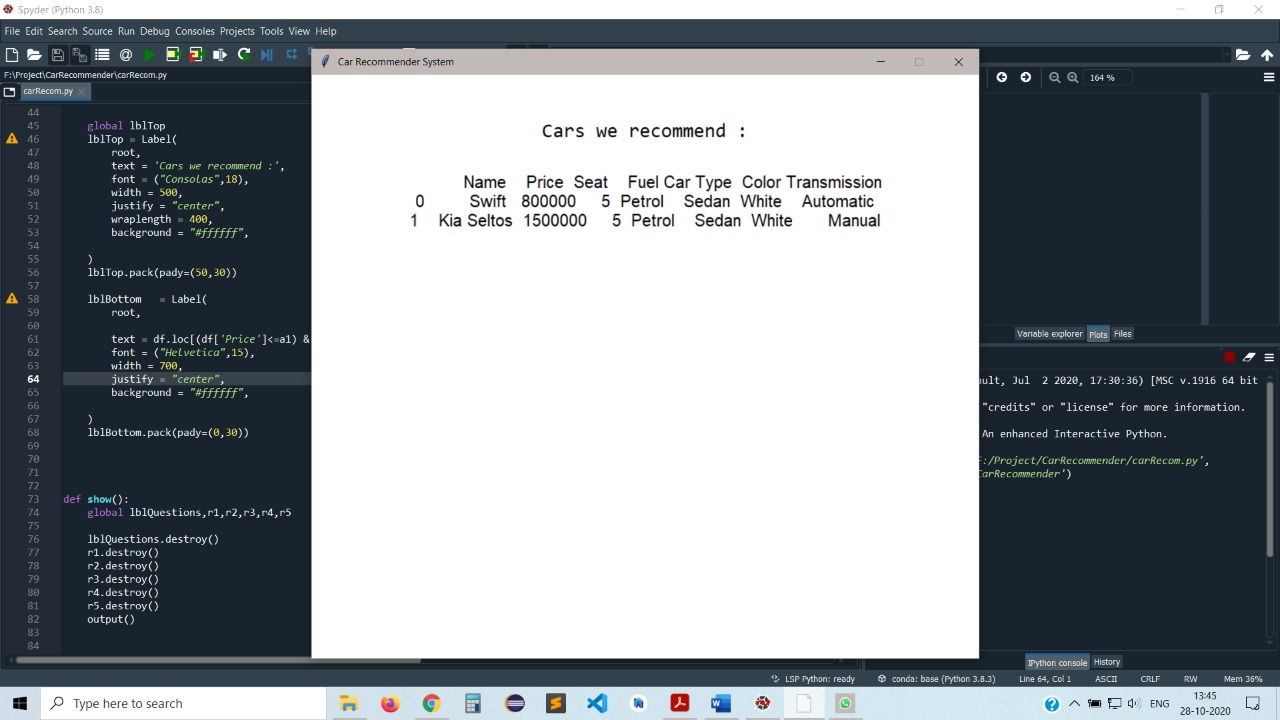 Spyder (Python 3.8)
File Edit Search Source Run Debug Consoles Projects Tools View Help
F:\Project\CarRecommender\carRecom.py
carRecom.py
44
45 global lblTop
46 lblTop = Label(
47 root,
48 text = 'Cars we recommend :',
49 font = ("Consolas",18),
50 width = 500,
51 justify = "center",
52 wraplength = 400,
53 background = "#ffffff",
54
55 )
56 lblTop.pack(pady=(50,30))
57
58 lblBottom = Label(
59 root,
60
61 text = df.loc[(df['Price']<=a1) &
62 font = ("Helvetica",15),
63 width = 700,
64 justify = "center",
65 background = "#ffffff",
66
67 )
68 lblBottom.pack(pady=(0,30))
69
70
71
72
73 def show():
74 global lblQuestions,r1,r2,r3,r4,r5
75
76 lblQuestions.destroy()
77 r1.destroy()
78 r2.destroy()
79 r3.destroy()
80 r4.destroy()
81 r5.destroy()
82 output()
83
84
Car Recommender System
Cars we recommend :
Name Price Seat Fuel Car Type Color Transmission
0 Swift 800000 5 Petrol Sedan White Automatic
1 Kia Seltos 1500000 5 Petrol Sedan White Manual
164 %
Variable explorer Plots Files
ault, Jul 2 2020, 17:30:36) [MSC v.1916 64 bit
"credits" or "license" for more information.
An enhanced Interactive Python.
F:/Project/CarRecommender/carRecom.py',
CarRecommender')
IPython console History
LSP Python: ready conda: base (Python 3.8.3) Line 64, Col 1 ASCII CRLF RW Mem 36%
Type here to search
ENG
13:45
28-10-2020